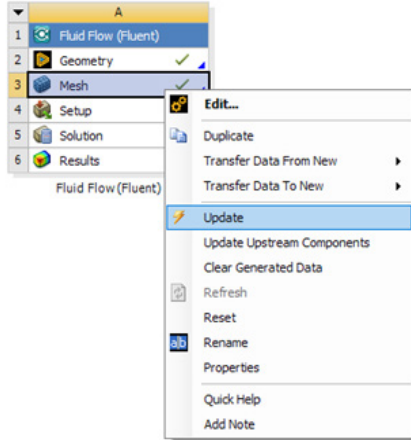 A
1 Fluid Flow (Fluent)
2 Geometry
3 Mesh
4 Setup
5 Solution
6 Results
Fluid Flow (Fluent)
Edit...
Duplicate
Transfer Data From New
Transfer Data To New
Update
Update Upstream Components
Clear Generated Data
Refresh
Reset
ab Rename
Properties
Quick Help
Add Note